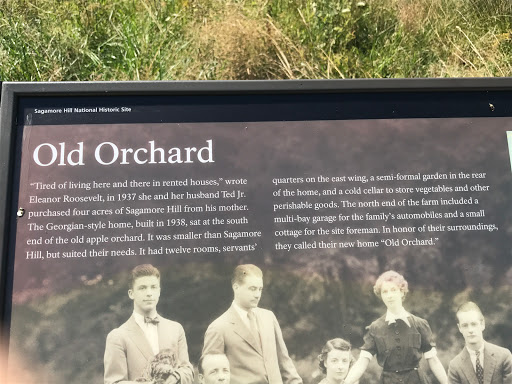 Sagamore Hill National Historic Site
Old Orchard
"Tired of living here and there in rented houses," wrote
Eleanor Roosevelt, in 1937 she and her husband Ted Jr.
purchased four acres of Sagamore Hill from his mother.
The Georgian-style home, built in 1938, sat at the south
end of the old apple orchard. It was smaller than Sagamore
Hill, but suited their needs. It had twelve rooms, servants'
quarters on the east wing, a semi-formal garden in the rear
of the home, and a cold cellar to store vegetables and other
perishable goods. The north end of the farm included a
multi-bay garage for the family's automobiles and a small
cottage for the site foreman. In honor of their surroundings,
they called their new home "Old Orchard."